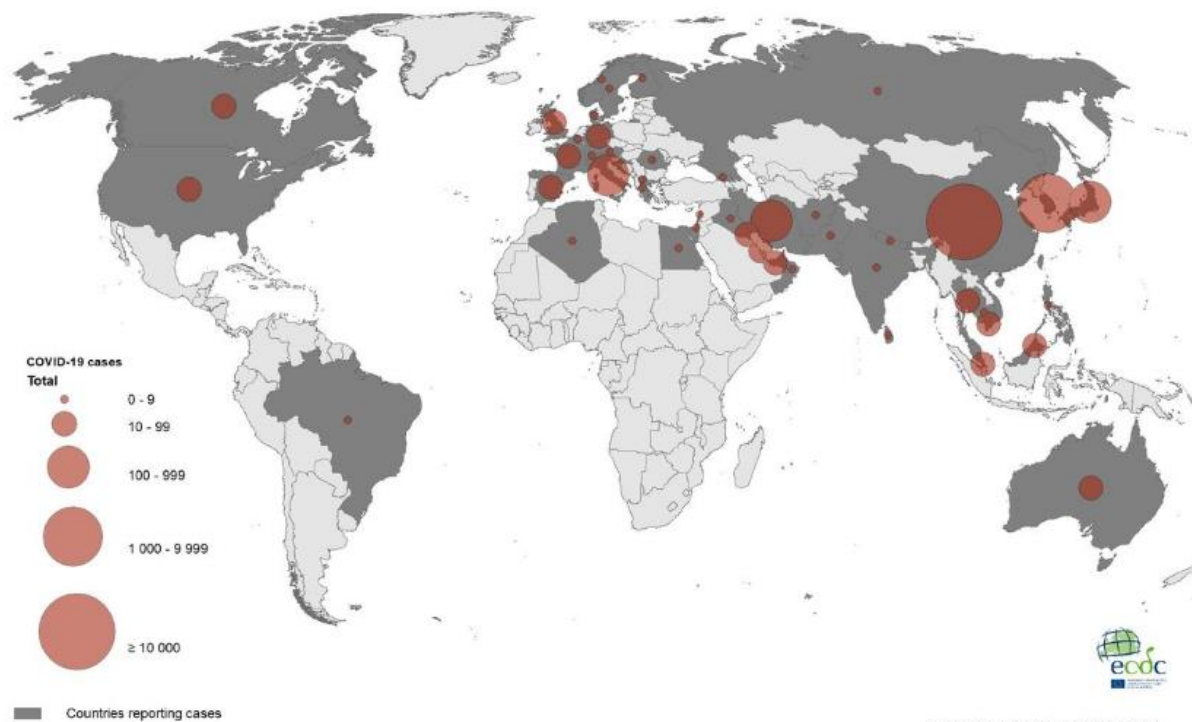 COVID-19 cases
Total
0 - 9
10 - 99
100 - 999
1 000 - 9 999
≥ 10 000
Countries reporting cases
ecdc